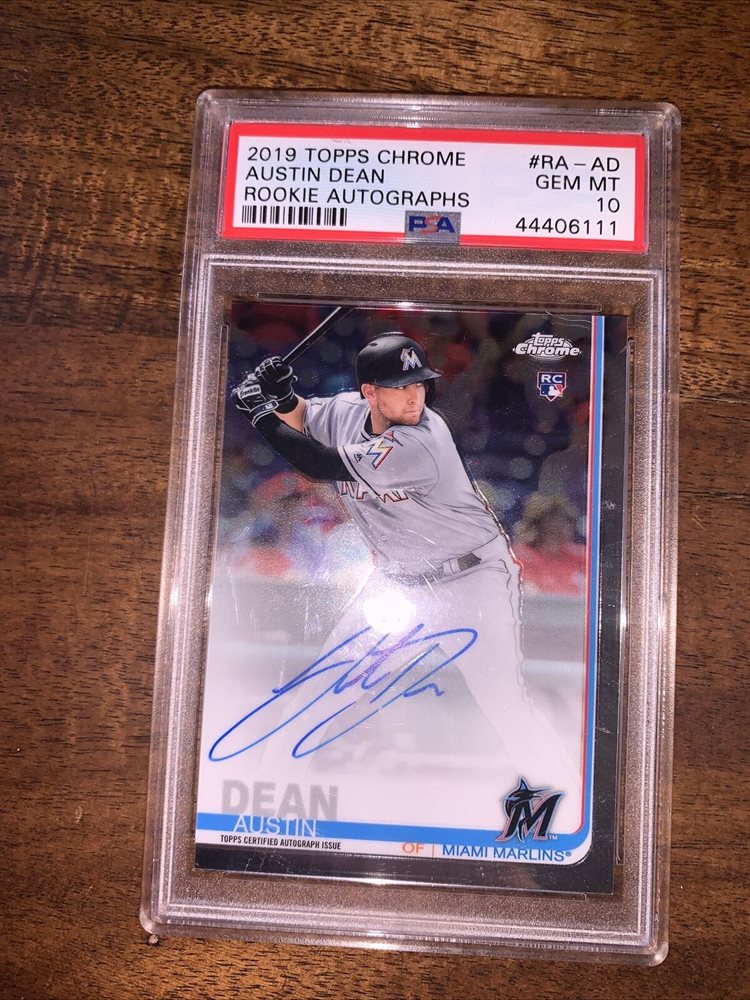 2019 TOPPS CHROME #RA-AD
AUSTIN DEAN GEM MT
ROOKIE AUTOGRAPHS 10
PSA 44406111
Topps
Chrome
RC
M
M
DEAN
AUSTIN
TOPPS CERTIFIED AUTOGRAPH ISSUE
OF | MIAMI MARLINS®
M™